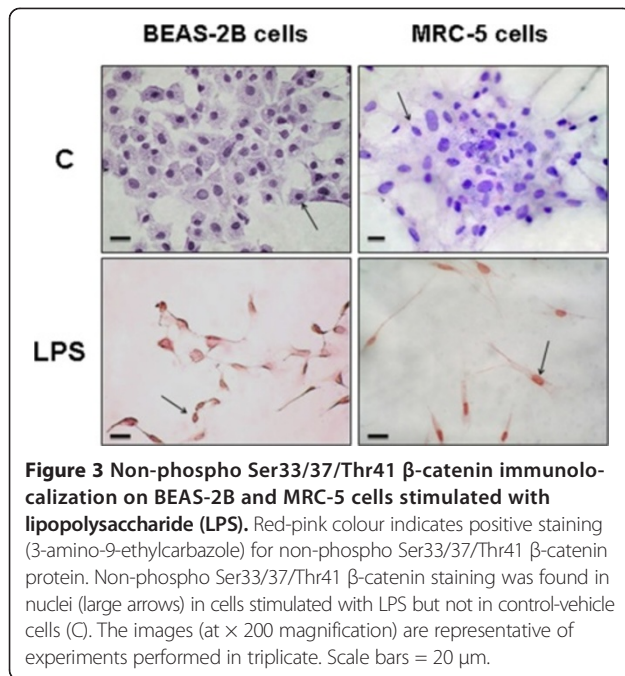 BEAS-2B cells MRC-5 cells
C
LPS
Figure 3 Non-phospho Ser33/37/Thr41 β-catenin immunolo-
calization on BEAS-2B and MRC-5 cells stimulated with
lipopolysaccharide (LPS). Red-pink colour indicates positive staining
(3-amino-9-ethylcarbazole) for non-phospho Ser33/37/Thr41 β-catenin
protein. Non-phospho Ser33/37/Thr41 β-catenin staining was found in
nuclei (large arrows) in cells stimulated with LPS but not in control-vehicle
cells (C). The images (at × 200 magnification) are representative of
experiments performed in triplicate. Scale bars = 20 μm.